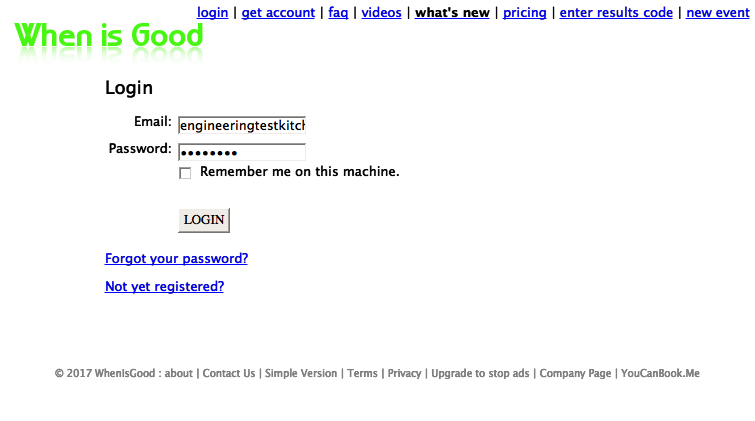 login | get account | faq | videos | what's new | pricing | enter results code | new event
When is Good
Login
Email: engineeringtestkitch
Password: ••••••••
Remember me on this machine.
LOGIN
Forgot your password?
Not yet registered?
© 2017 WhenIsGood : about | Contact Us | Simple Version | Terms | Privacy | Upgrade to stop ads | Company Page | YouCanBook.Me